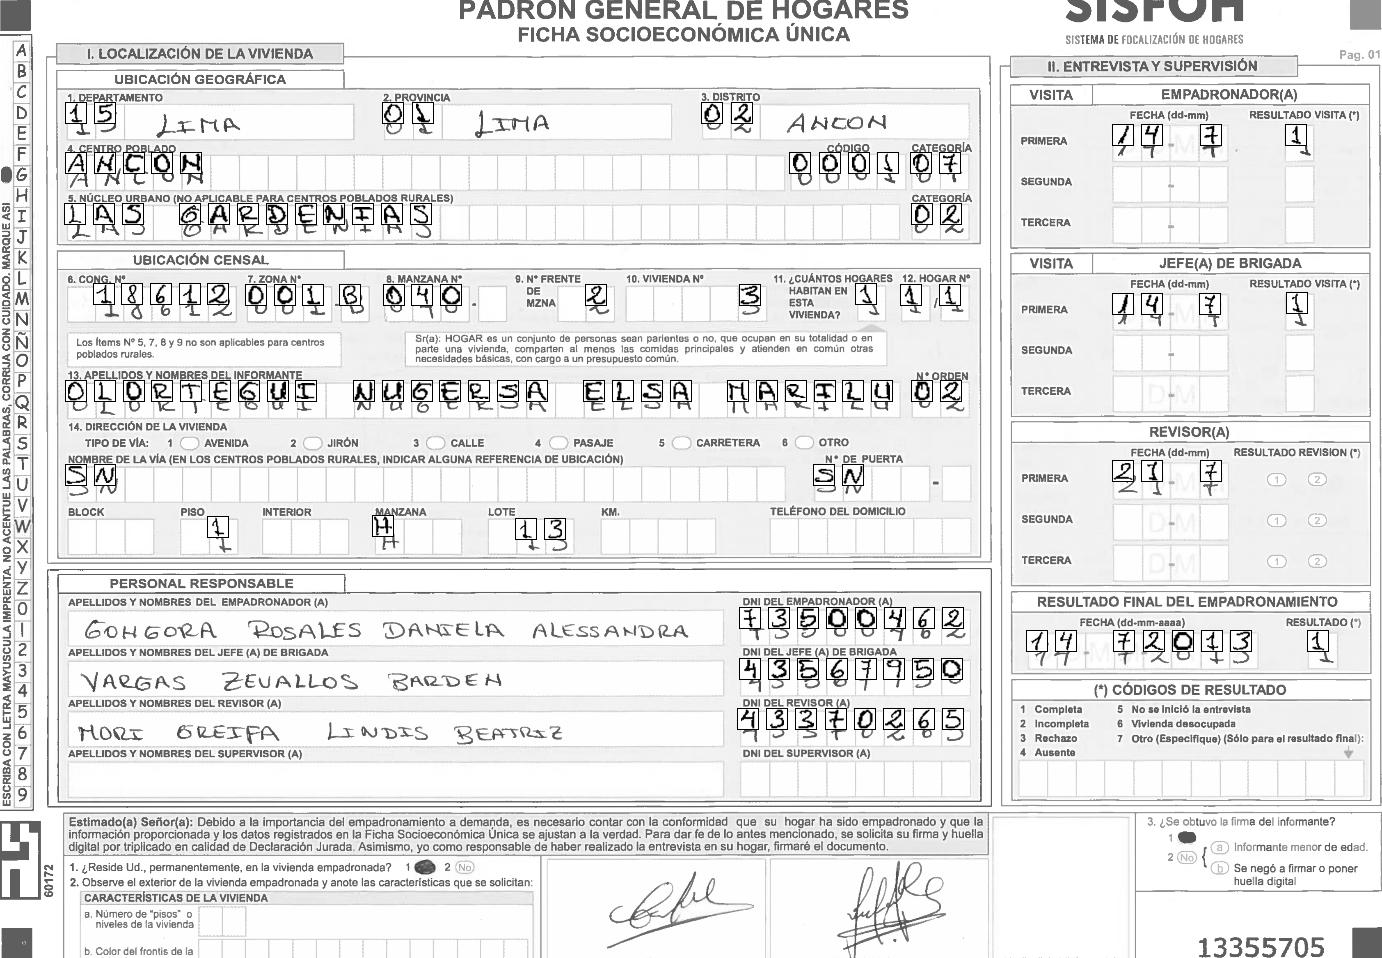 PADRON GENERAL DE HOGARES
FICHA SOCIOECONÓMICA ÚNICA
SISFOH
SISTEMA DE FOCALIZACIÓN DE HOGARES
Pag. 01
A B C D E F G H I J K L M N Ñ O P Q R S T U V W X Y Z 0 1 2 3 4 5 6 7 8 9
ESCRIBA CON LETRA MAYUSCULA IMPRENTA. NO ACENTUE LAS PALABRAS, CORRIJA CON CUIDADO. MARQUE ASI
I. LOCALIZACIÓN DE LA VIVIENDA
UBICACIÓN GEOGRÁFICA
1. DEPARTAMENTO 2. PROVINCIA 3. DISTRITO
15 LIMA 01 LIMA 02 ANCON
4. CENTRO POBLADO CÓDIGO CATEGORÍA
ANCON 0001 07
5. NÚCLEO URBANO (NO APLICABLE PARA CENTROS POBLADOS RURALES) CATEGORÍA
LAS GARDENIAS 02
UBICACIÓN CENSAL
6. CONG. Nº 7. ZONA Nº 8. MANZANA Nº 9. Nº FRENTE DE MZNA 10. VIVIENDA Nº 11. ¿CUÁNTOS HOGARES HABITAN EN ESTA VIVIENDA? 12. HOGAR Nº
18612 001.B 040- 2 3 1 1/1
Los Ítems Nº 5, 7, 8 y 9 no son aplicables para centros poblados rurales.
Sr(a): HOGAR es un conjunto de personas sean parientes o no, que ocupan en su totalidad o en parte una vivienda, comparten al menos las comidas principales y atienden en común otras necesidades básicas, con cargo a un presupuesto común.
13. APELLIDOS Y NOMBRES DEL INFORMANTE Nº ORDEN
OLORTEGUI NUGERSA ELSA MARILU 02
14. DIRECCIÓN DE LA VIVIENDA
TIPO DE VÍA: 1 AVENIDA 2 JIRÓN 3 CALLE 4 PASAJE 5 CARRETERA 6 OTRO
NOMBRE DE LA VÍA (EN LOS CENTROS POBLADOS RURALES, INDICAR ALGUNA REFERENCIA DE UBICACIÓN) Nº DE PUERTA
SN SN -
BLOCK PISO INTERIOR MANZANA LOTE KM. TELÉFONO DEL DOMICILIO
1 H 13
PERSONAL RESPONSABLE
APELLIDOS Y NOMBRES DEL EMPADRONADOR (A) DNI DEL EMPADRONADOR (A)
GONGORA ROSALES DANIELA ALESSANDRA 73500462
APELLIDOS Y NOMBRES DEL JEFE (A) DE BRIGADA DNI DEL JEFE (A) DE BRIGADA
VARGAS ZEVALLOS BARDEN 43567950
APELLIDOS Y NOMBRES DEL REVISOR (A) DNI DEL REVISOR (A)
MORI GREIFA LINDIS BEATRIZ 43370265
APELLIDOS Y NOMBRES DEL SUPERVISOR (A) DNI DEL SUPERVISOR (A)
II. ENTREVISTA Y SUPERVISIÓN
VISITA EMPADRONADOR(A)
FECHA (dd-mm) RESULTADO VISITA (*)
PRIMERA 14-7 1
SEGUNDA -
TERCERA -
VISITA JEFE(A) DE BRIGADA
FECHA (dd-mm) RESULTADO VISITA (*)
PRIMERA 14-7 1
SEGUNDA -
TERCERA D-M
REVISOR(A)
FECHA (dd-mm) RESULTADO REVISION (*)
PRIMERA 21 7 1 2
SEGUNDA D-M 1 2
TERCERA D-M 1 2
RESULTADO FINAL DEL EMPADRONAMIENTO
FECHA (dd-mm-aaaa) RESULTADO (*)
14- 72013 1
(*) CÓDIGOS DE RESULTADO
1 Completa 5 No se inició la entrevista
2 Incompleta 6 Vivienda desocupada
3 Rechazo 7 Otro (Especifique) (Sólo para el resultado final):
4 Ausente
Estimado(a) Señor(a): Debido a la importancia del empadronamiento a demanda, es necesario contar con la conformidad que su hogar ha sido empadronado y que la
información proporcionada y los datos registrados en la Ficha Socioeconómica Única se ajustan a la verdad. Para dar fe de lo antes mencionado, se solicita su firma y huella
digital por triplicado en calidad de Declaración Jurada. Asimismo, yo como responsable de haber realizado la entrevista en su hogar, firmaré el documento.
1. ¿Reside Ud., permanentemente, en la vivienda empadronada? 1 2 No
2. Observe el exterior de la vivienda empadronada y anote las características que se solicitan:
CARACTERÍSTICAS DE LA VIVIENDA
a. Número de "pisos" o niveles de la vivienda
b. Color del frontis de la
3. ¿Se obtuvo la firma del informante?
1
2 No { a Informante menor de edad.
b Se negó a firmar o poner huella digital
60172
13355705